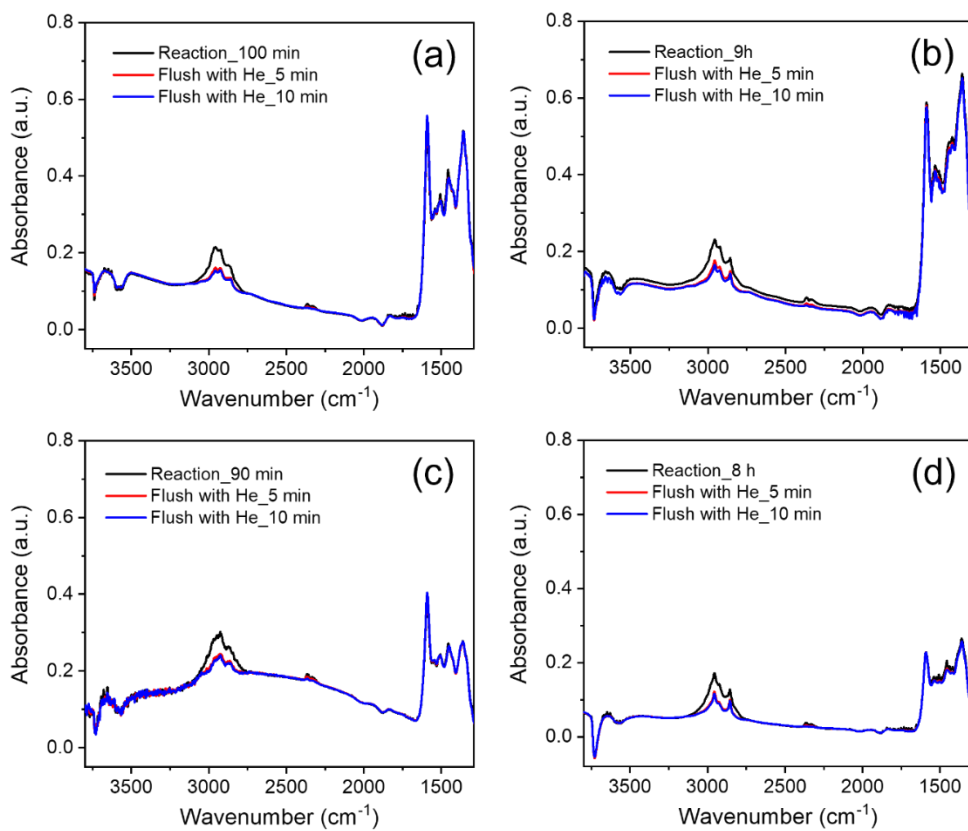 (a)
Reaction_100 min
Flush with He_5 min
Flush with He_10 min
Absorbance (a.u.)
0.8
0.6
0.4
0.2
0.0
3500 3000 2500 2000 1500
Wavenumber (cm-1)
(b)
Reaction_9h
Flush with He_5 min
Flush with He_10 min
Absorbance (a.u.)
0.8
0.6
0.4
0.2
0.0
3500 3000 2500 2000 1500
Wavenumber (cm-1)
(c)
Reaction_90 min
Flush with He_5 min
Flush with He_10 min
Absorbance (a.u.)
0.8
0.6
0.4
0.2
0.0
3500 3000 2500 2000 1500
Wavenumber (cm-1)
(d)
Reaction_8 h
Flush with He_5 min
Flush with He_10 min
Absorbance (a.u.)
0.8
0.6
0.4
0.2
0.0
3500 3000 2500 2000 1500
Wavenumber (cm-1)